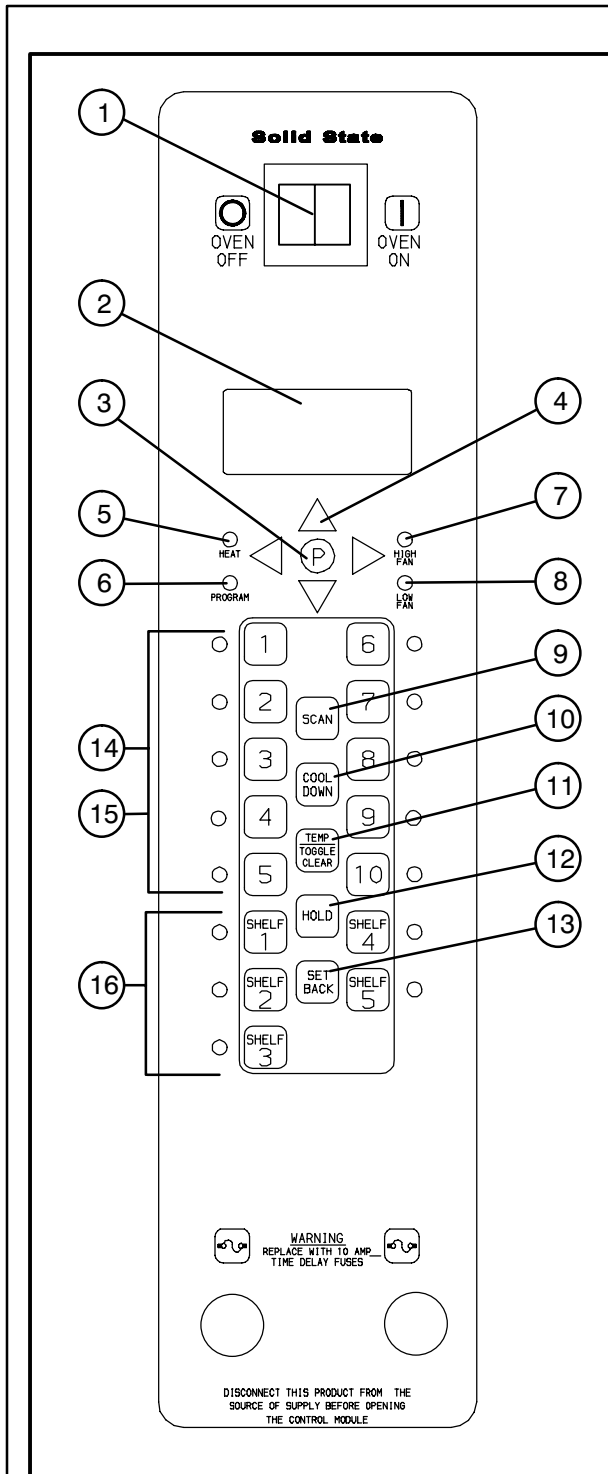 1
Solid State
OVEN OFF
OVEN ON
2
3
4
5
HEAT
P
HIGH FAN
7
6
PROGRAM
LOW FAN
8
1
6
9
2
SCAN
7
10
14
3
COOL DOWN
8
11
15
4
TEMP
TOGGLE
CLEAR
9
5
10
12
HOLD
SHELF 1
SHELF 4
13
16
SHELF 2
SET BACK
SHELF 5
SHELF 3
WARNING
REPLACE WITH 10 AMP
TIME DELAY FUSES
DISCONNECT THIS PRODUCT FROM THE
SOURCE OF SUPPLY BEFORE OPENING
THE CONTROL MODULE